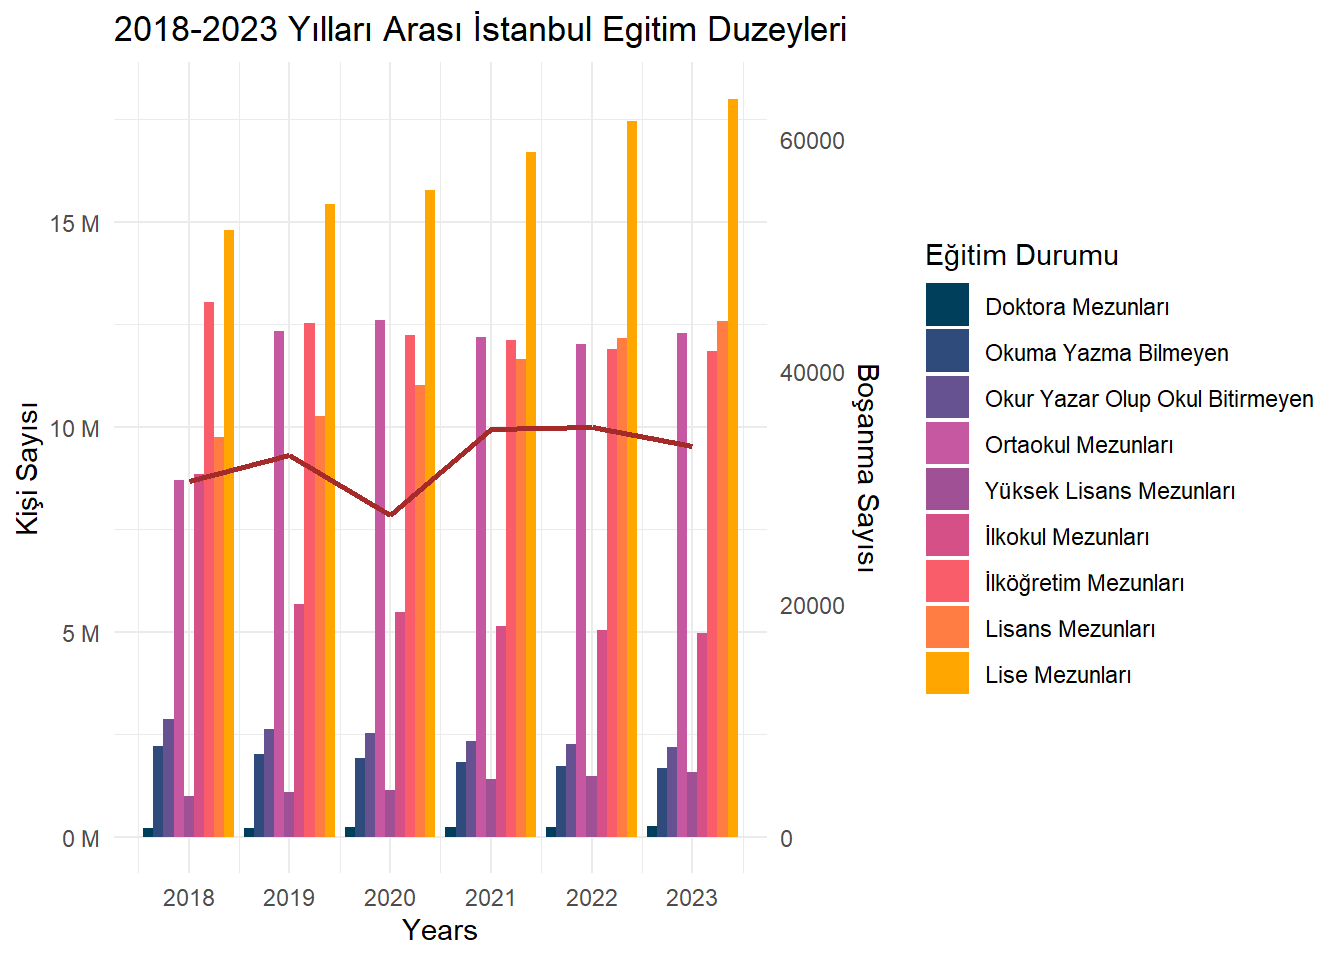 2018-2023 Yılları Arası İstanbul Egitim Duzeyleri
Kişi Sayısı
15 M
10 M
5 M
0 M
60000
40000
20000
0
Boşanma Sayısı
2018
2019
2020
2021
2022
2023
Years
Eğitim Durumu
Doktora Mezunları
Okuma Yazma Bilmeyen
Okur Yazar Olup Okul Bitirmeyen
Ortaokul Mezunları
Yüksek Lisans Mezunları
İlkokul Mezunları
İlköğretim Mezunları
Lisans Mezunları
Lise Mezunları